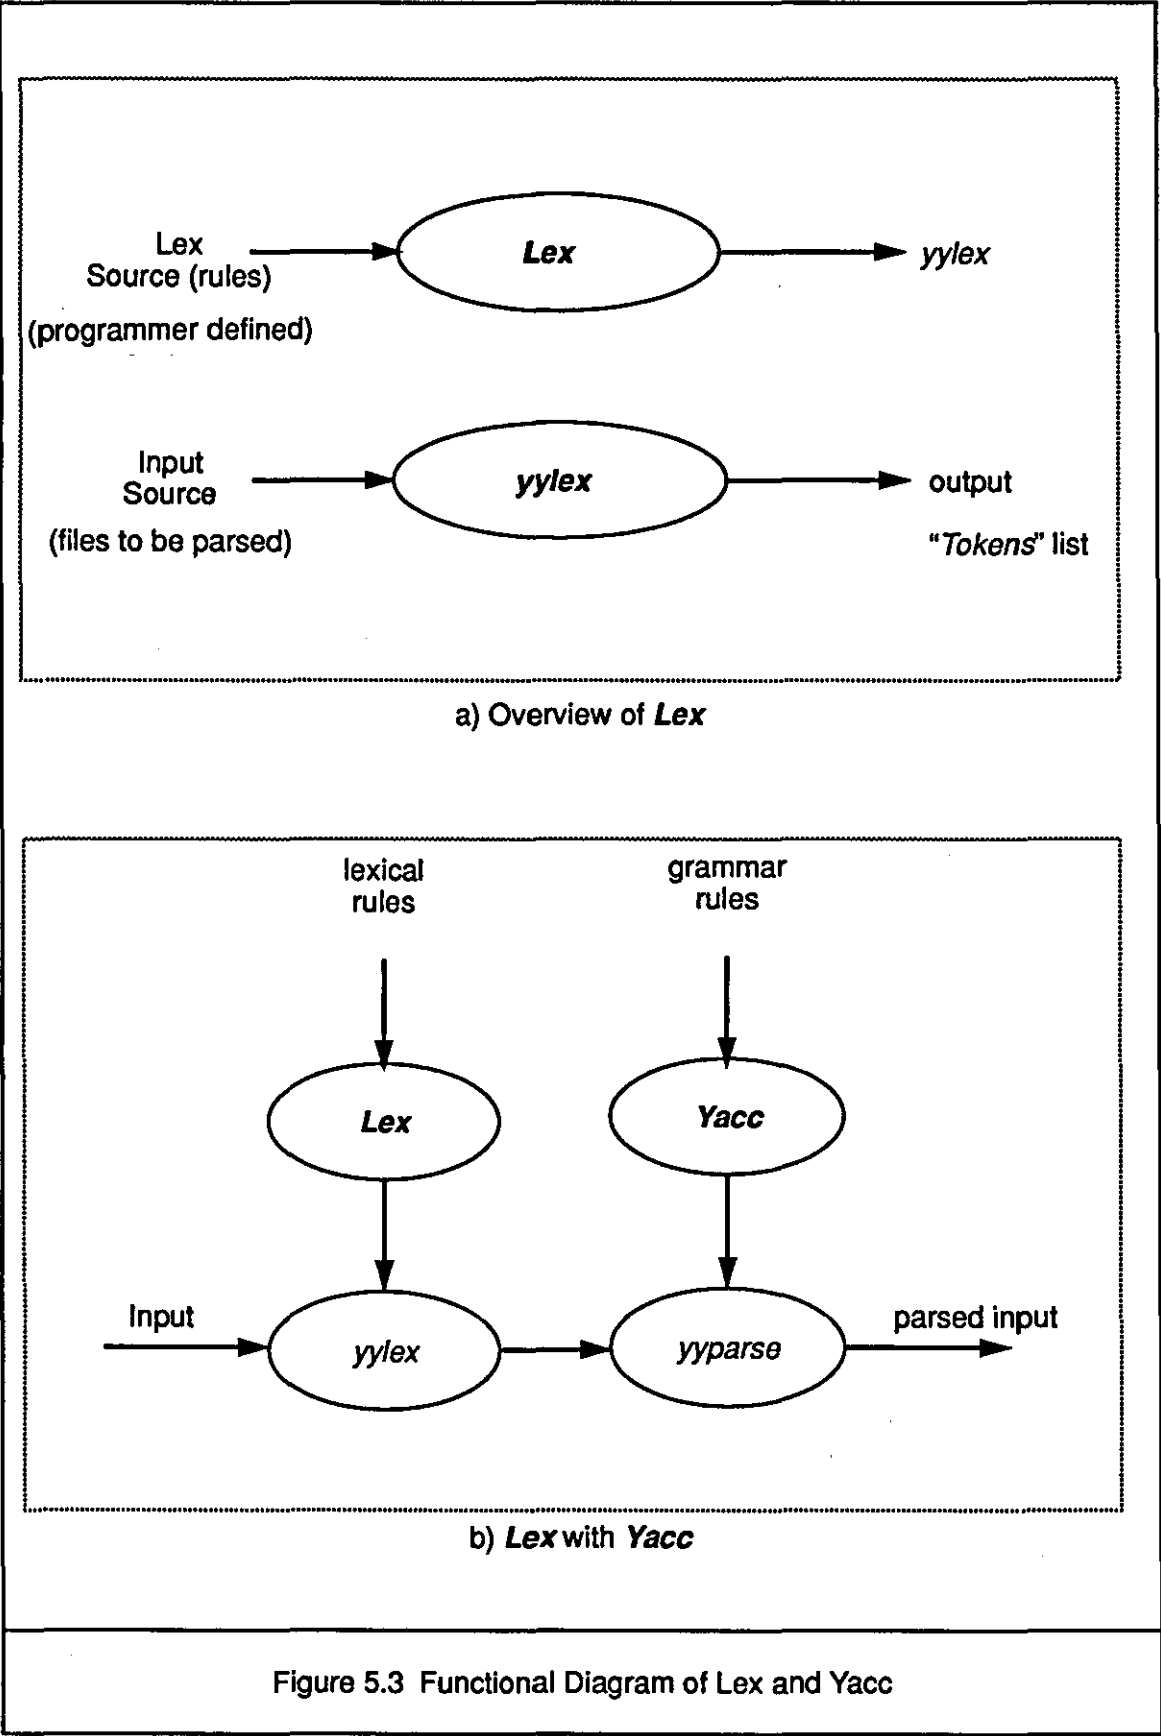 Lex
Source (rules)
(programmer defined)
Lex
yylex
Input
Source
(files to be parsed)
yylex
output
"Tokens" list
a) Overview of Lex
lexical
rules
grammar
rules
Lex
Yacc
Input
yylex
yyparse
parsed input
b) Lex with Yacc
Figure 5.3 Functional Diagram of Lex and Yacc